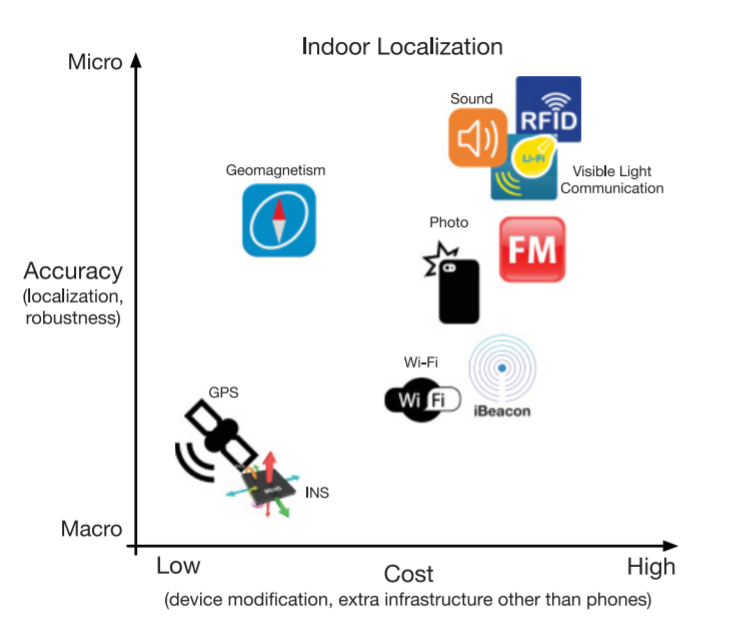 Indoor Localization
Micro
Sound
RFID
Li-Fi
Visible Light
Communication
Geomagnetism
Photo
FM
Accuracy
(localization,
robustness)
Wi-Fi
Wi Fi
iBeacon
GPS
INS
Macro
Low
Cost
High
(device modification, extra infrastructure other than phones)